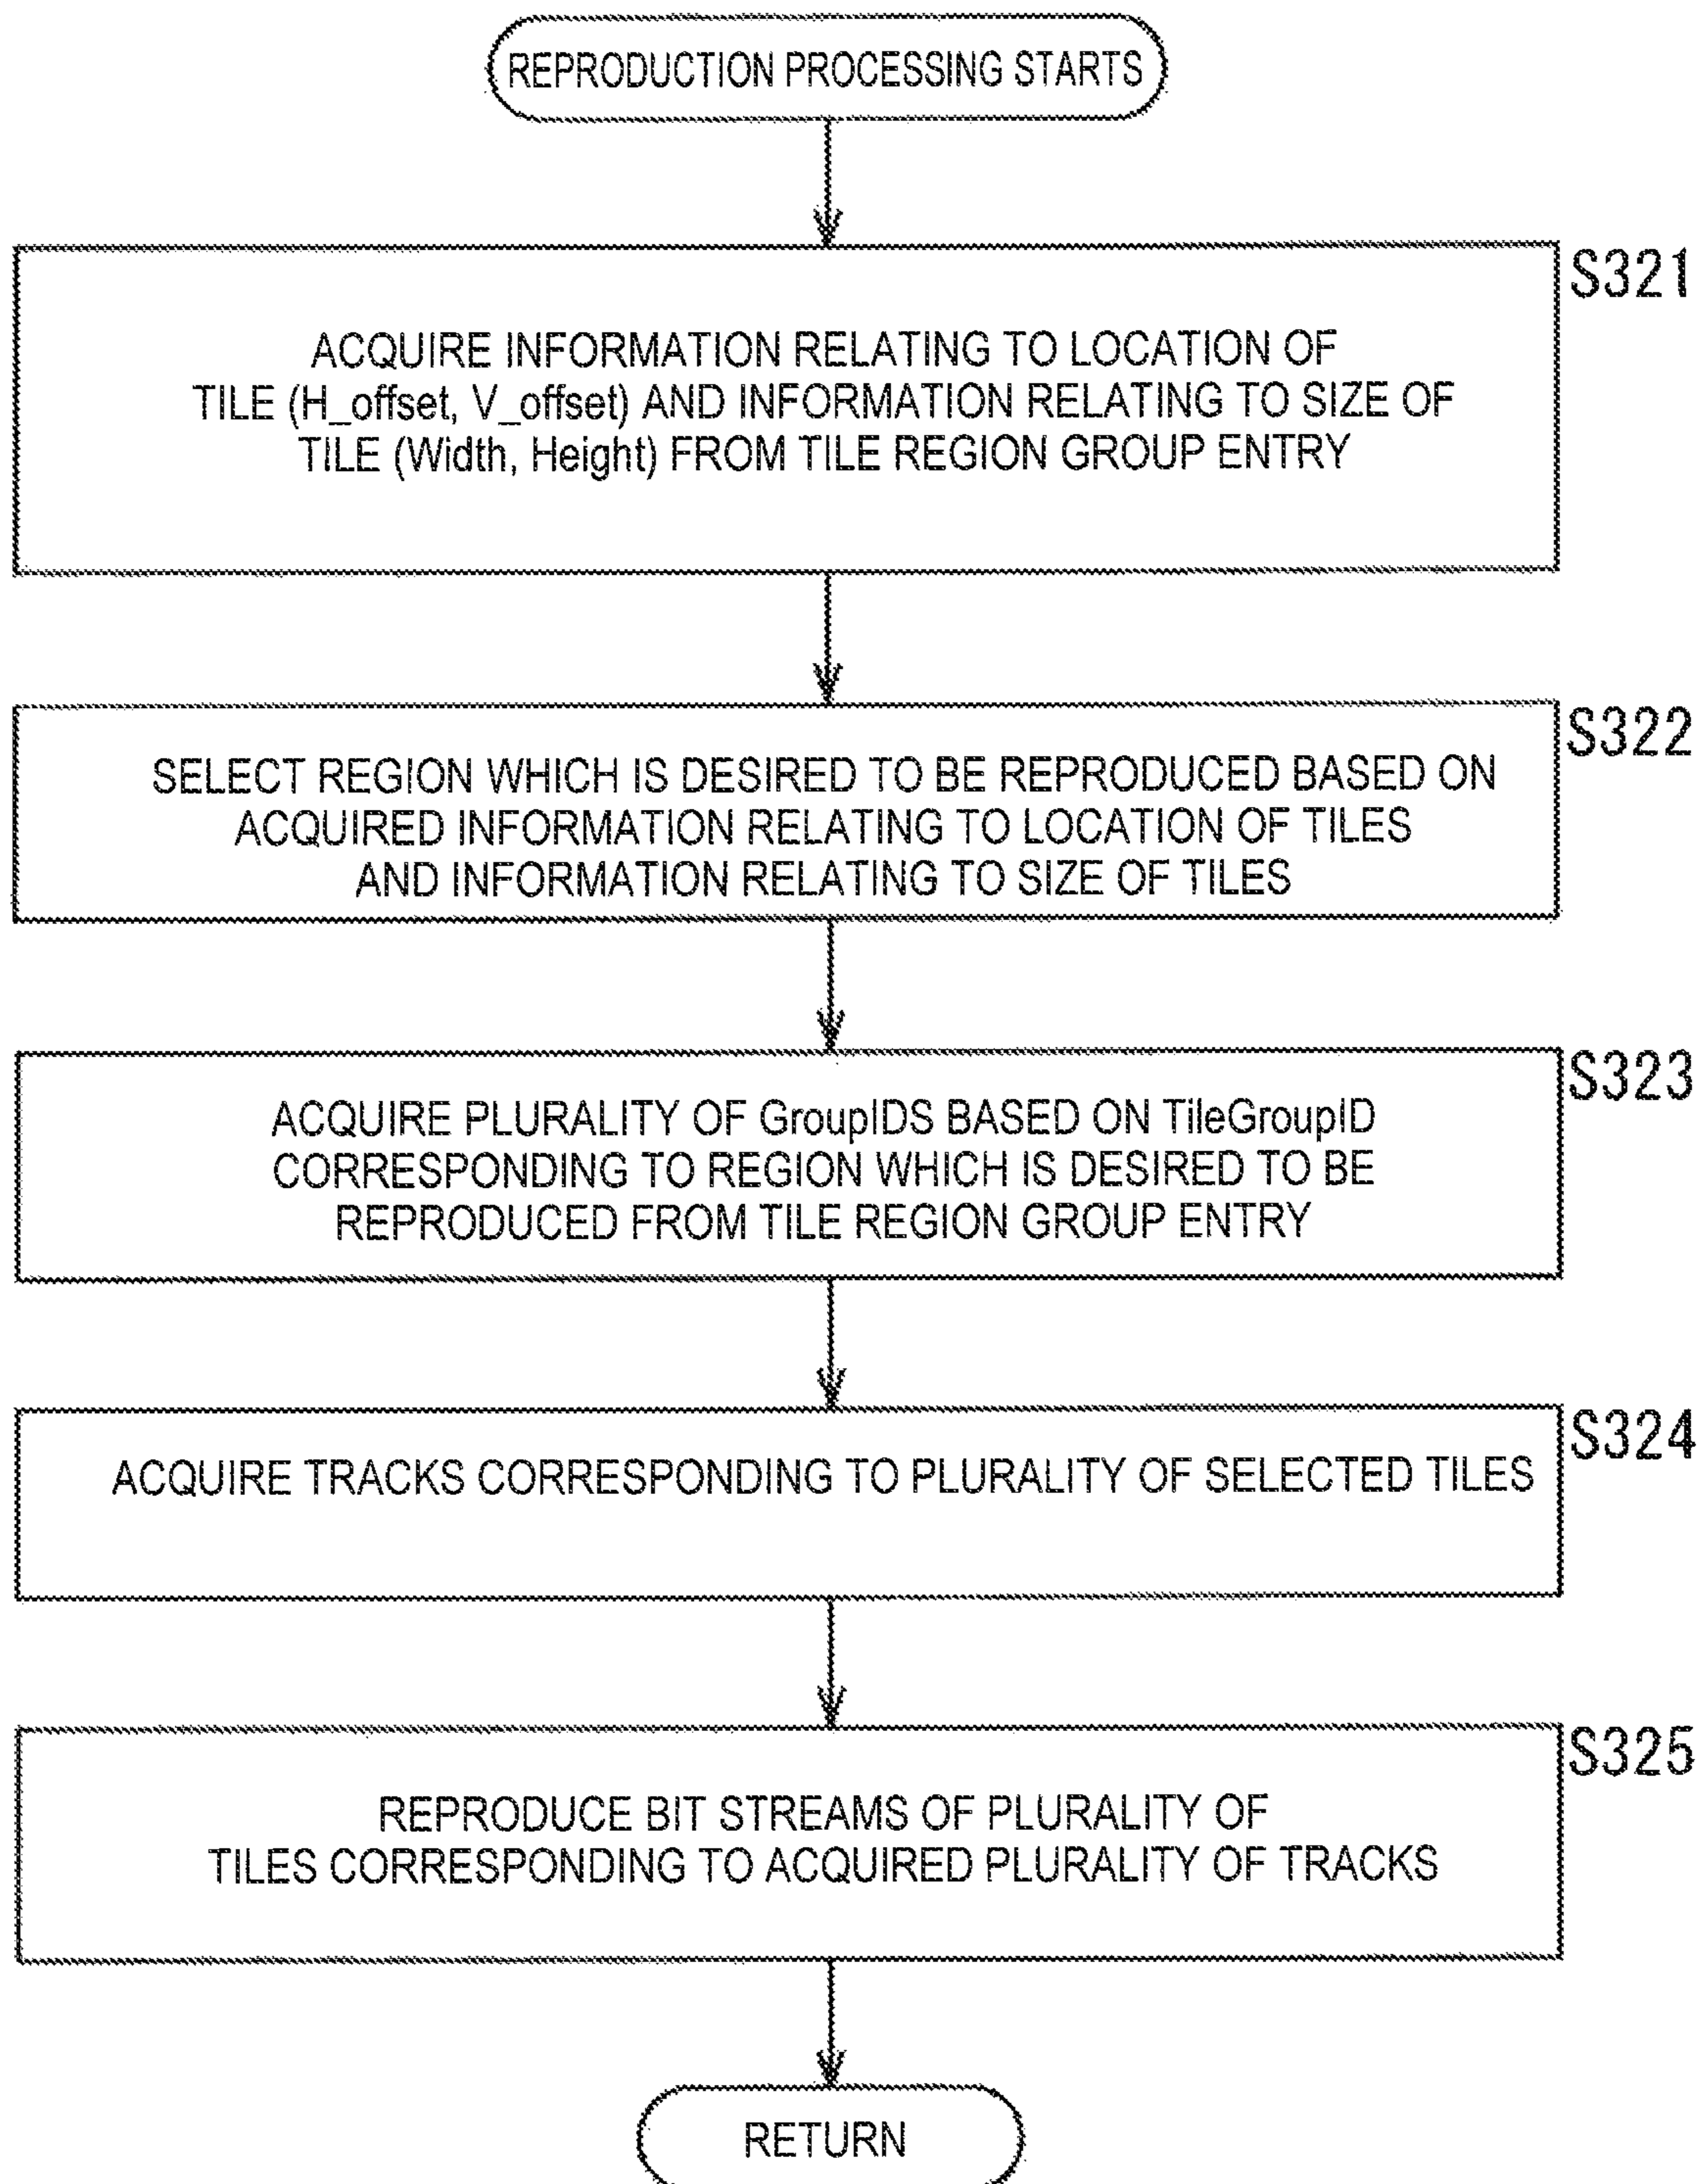 REPRODUCTION PROCESSING STARTS
S321
ACQUIRE INFORMATION RELATING TO LOCATION OF
TILE (H_offset, V_offset) AND INFORMATION RELATING TO SIZE OF
TILE (Width, Height) FROM TILE REGION GROUP ENTRY
S322
SELECT REGION WHICH IS DESIRED TO BE REPRODUCED BASED ON
ACQUIRED INFORMATION RELATING TO LOCATION OF TILES
AND INFORMATION RELATING TO SIZE OF TILES
S323
ACQUIRE PLURALITY OF GroupIDS BASED ON TileGroupID
CORRESPONDING TO REGION WHICH IS DESIRED TO BE
REPRODUCED FROM TILE REGION GROUP ENTRY
S324
ACQUIRE TRACKS CORRESPONDING TO PLURALITY OF SELECTED TILES
S325
REPRODUCE BIT STREAMS OF PLURALITY OF
TILES CORRESPONDING TO ACQUIRED PLURALITY OF TRACKS
RETURN